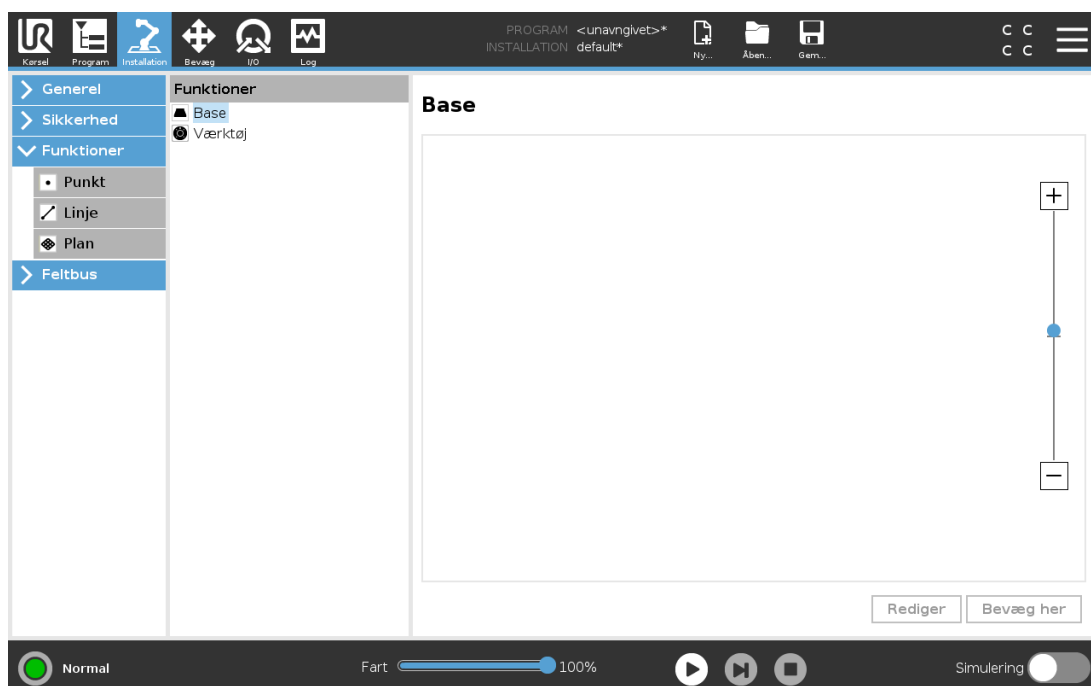 PROGRAM <unavngivet>*
INSTALLATION default*
Kørsel Program Installation Bevæg I/O Log Ny... Åben... Gem...
C C
C C
Generel
Sikkerhed
Funktioner
Punkt
Linje
Plan
Feltbus
Funktioner
Base
Værktøj
Base
Rediger Bevæg her
Normal Fart 100% Simulering